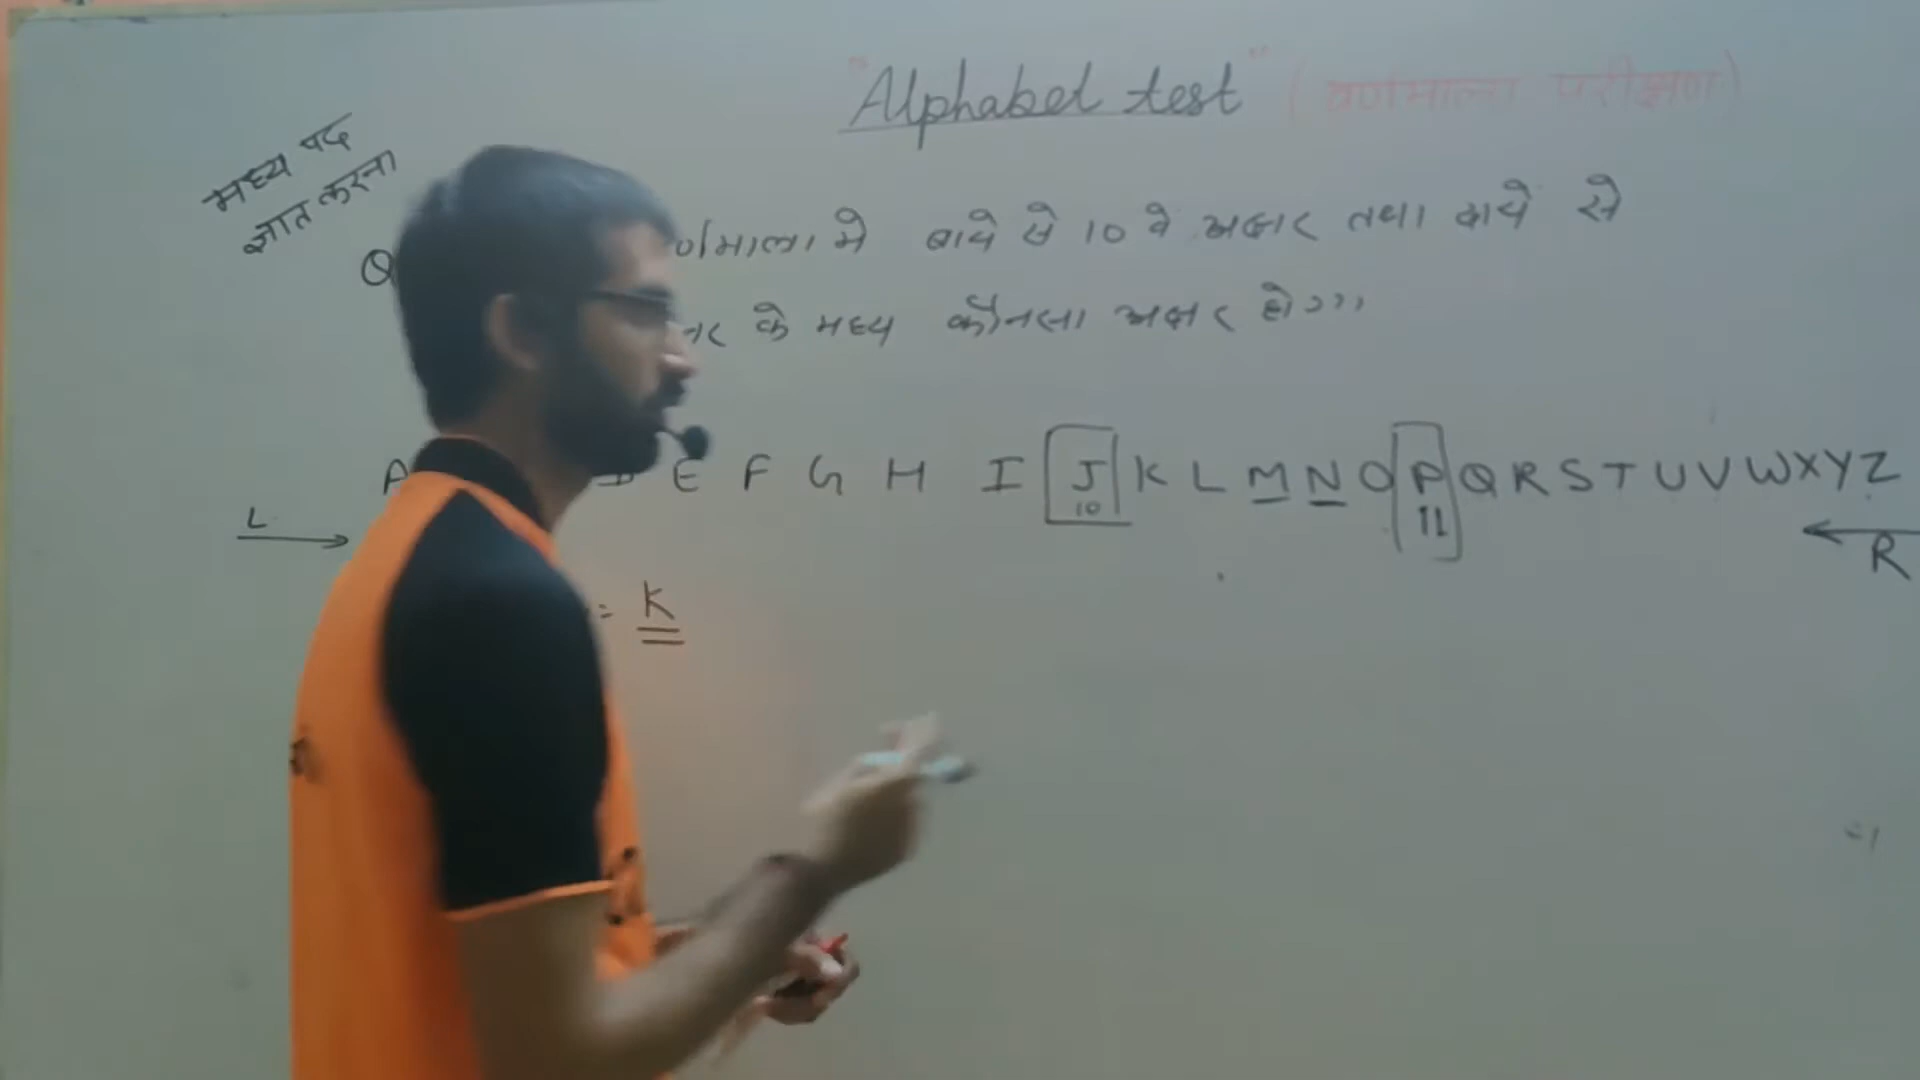 "Alphabet test" (वर्णमाला परीक्षण)
मध्य पद
ज्ञात करना
Q र्णमाला मे बाये से 10 वे अक्षर तथा दाये से
के मध्य कौनसा अक्षर होगा
A E F G H I J K L M N O P Q R S T U V W X Y Z
10 11
L R
= K